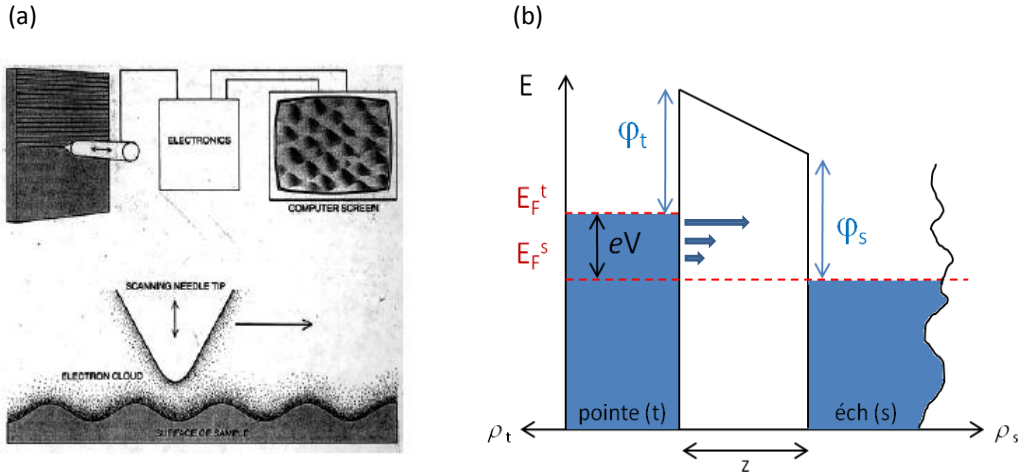 (a)
ELECTRONICS
COMPUTER SCREEN
SCANNING NEEDLE TIP
ELECTRON CLOUD
SURFACE OF SAMPLE
(b)
E
φt
EFt
eV
EFs
φs
pointe (t)
éch (s)
ρt
ρs
z